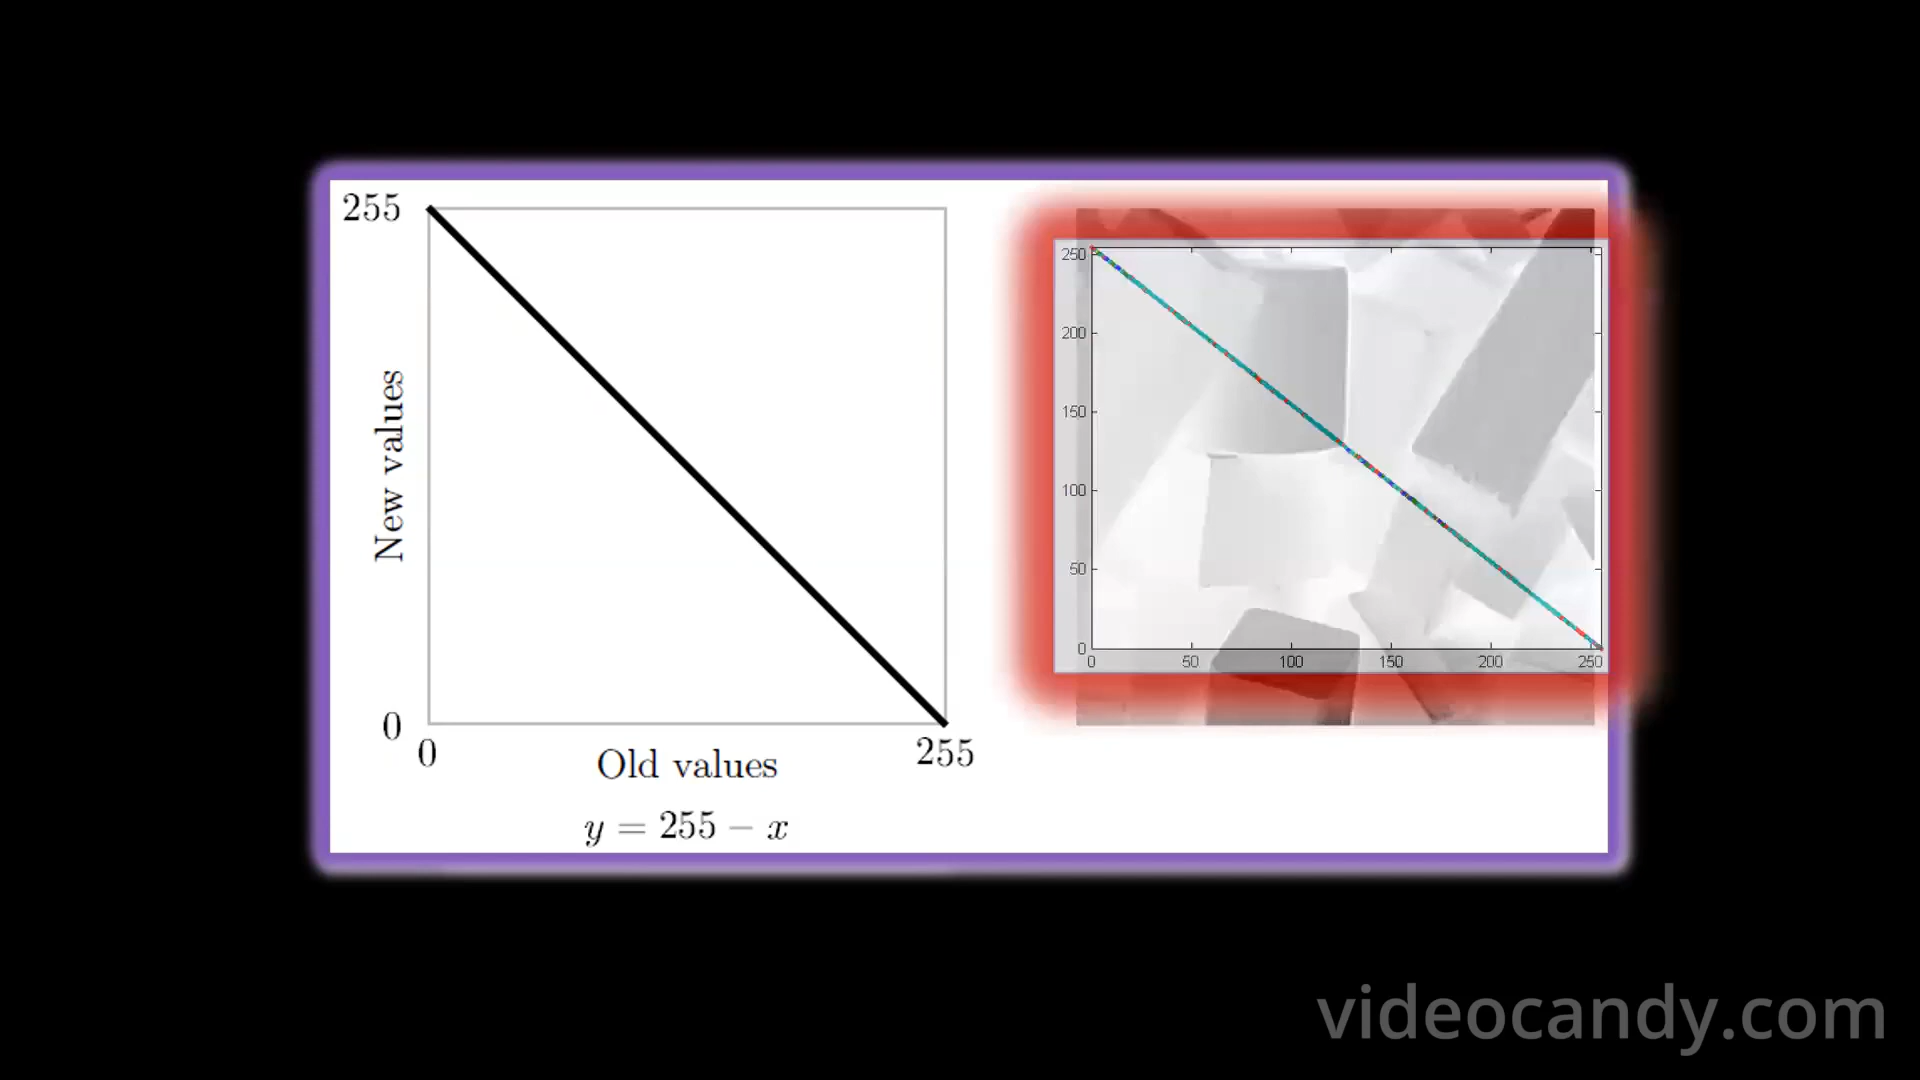 255
New values
0
0
Old values
255
y = 255 − x
250
200
150
100
50
0
0 50 100 150 200 250
videocandy.com